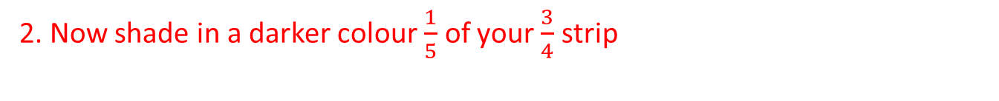 2. Now shade in a darker colour 1/5 of your 3/4 strip